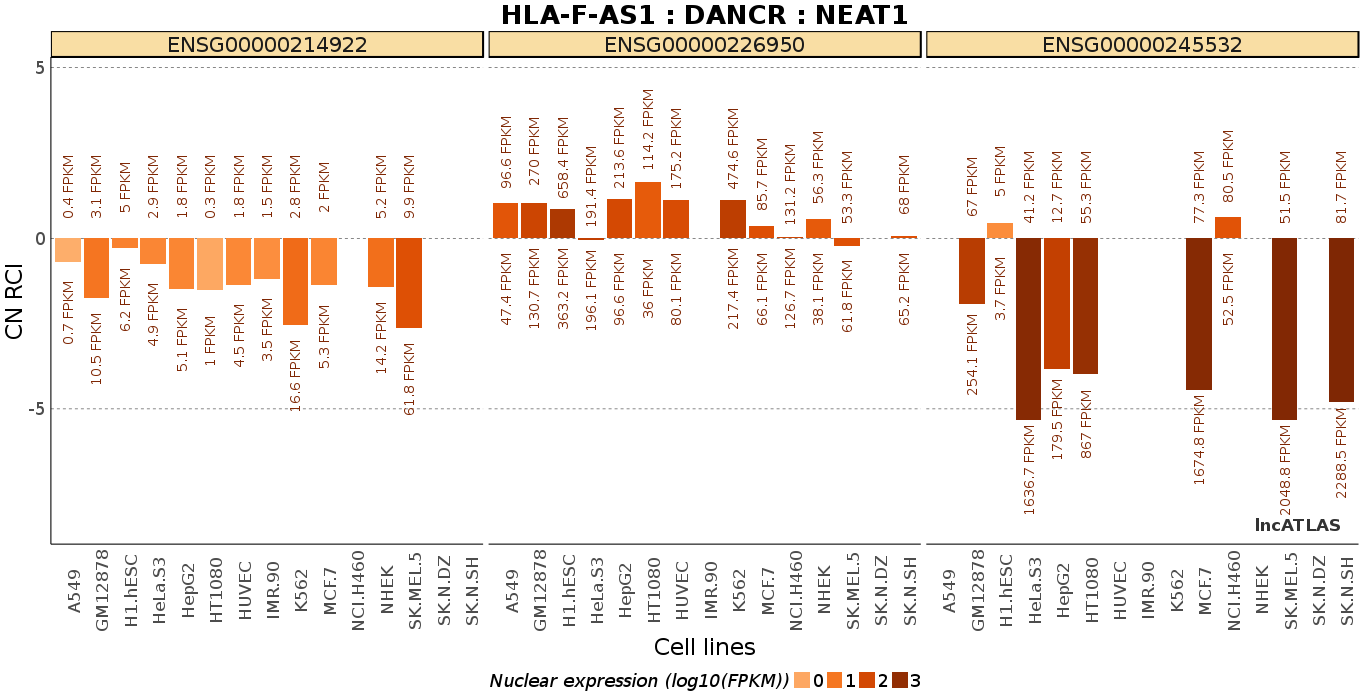 HLA-F-AS1 : DANCR : NEAT1
ENSG00000214922 ENSG00000226950 ENSG00000245532
CN RCI
5
0
-5
0.4 FPKM 3.1 FPKM 5 FPKM 2.9 FPKM 1.8 FPKM 0.3 FPKM 1.8 FPKM 1.5 FPKM 2.8 FPKM 2 FPKM 5.2 FPKM 9.9 FPKM
0.7 FPKM 10.5 FPKM 6.2 FPKM 4.9 FPKM 5.1 FPKM 1 FPKM 4.5 FPKM 3.5 FPKM 16.6 FPKM 5.3 FPKM 14.2 FPKM 61.8 FPKM
96.6 FPKM 270 FPKM 658.4 FPKM 191.4 FPKM 213.6 FPKM 114.2 FPKM 175.2 FPKM 474.6 FPKM 85.7 FPKM 131.2 FPKM 56.3 FPKM 53.3 FPKM 68 FPKM
47.4 FPKM 130.7 FPKM 363.2 FPKM 196.1 FPKM 96.6 FPKM 36 FPKM 80.1 FPKM 217.4 FPKM 66.1 FPKM 126.7 FPKM 38.1 FPKM 61.8 FPKM 65.2 FPKM
67 FPKM 5 FPKM 41.2 FPKM 12.7 FPKM 55.3 FPKM 77.3 FPKM 80.5 FPKM 51.5 FPKM 81.7 FPKM
254.1 FPKM 3.7 FPKM 1636.7 FPKM 179.5 FPKM 867 FPKM 1674.8 FPKM 52.5 FPKM 2048.8 FPKM 2288.5 FPKM
lncATLAS
A549 GM12878 H1.hESC HeLa.S3 HepG2 HT1080 HUVEC IMR.90 K562 MCF.7 NCI.H460 NHEK SK.MEL.5 SK.N.DZ SK.N.SH
A549 GM12878 H1.hESC HeLa.S3 HepG2 HT1080 HUVEC IMR.90 K562 MCF.7 NCI.H460 NHEK SK.MEL.5 SK.N.DZ SK.N.SH
A549 GM12878 H1.hESC HeLa.S3 HepG2 HT1080 HUVEC IMR.90 K562 MCF.7 NCI.H460 NHEK SK.MEL.5 SK.N.DZ SK.N.SH
Cell lines
Nuclear expression (log10(FPKM)) 0 1 2 3